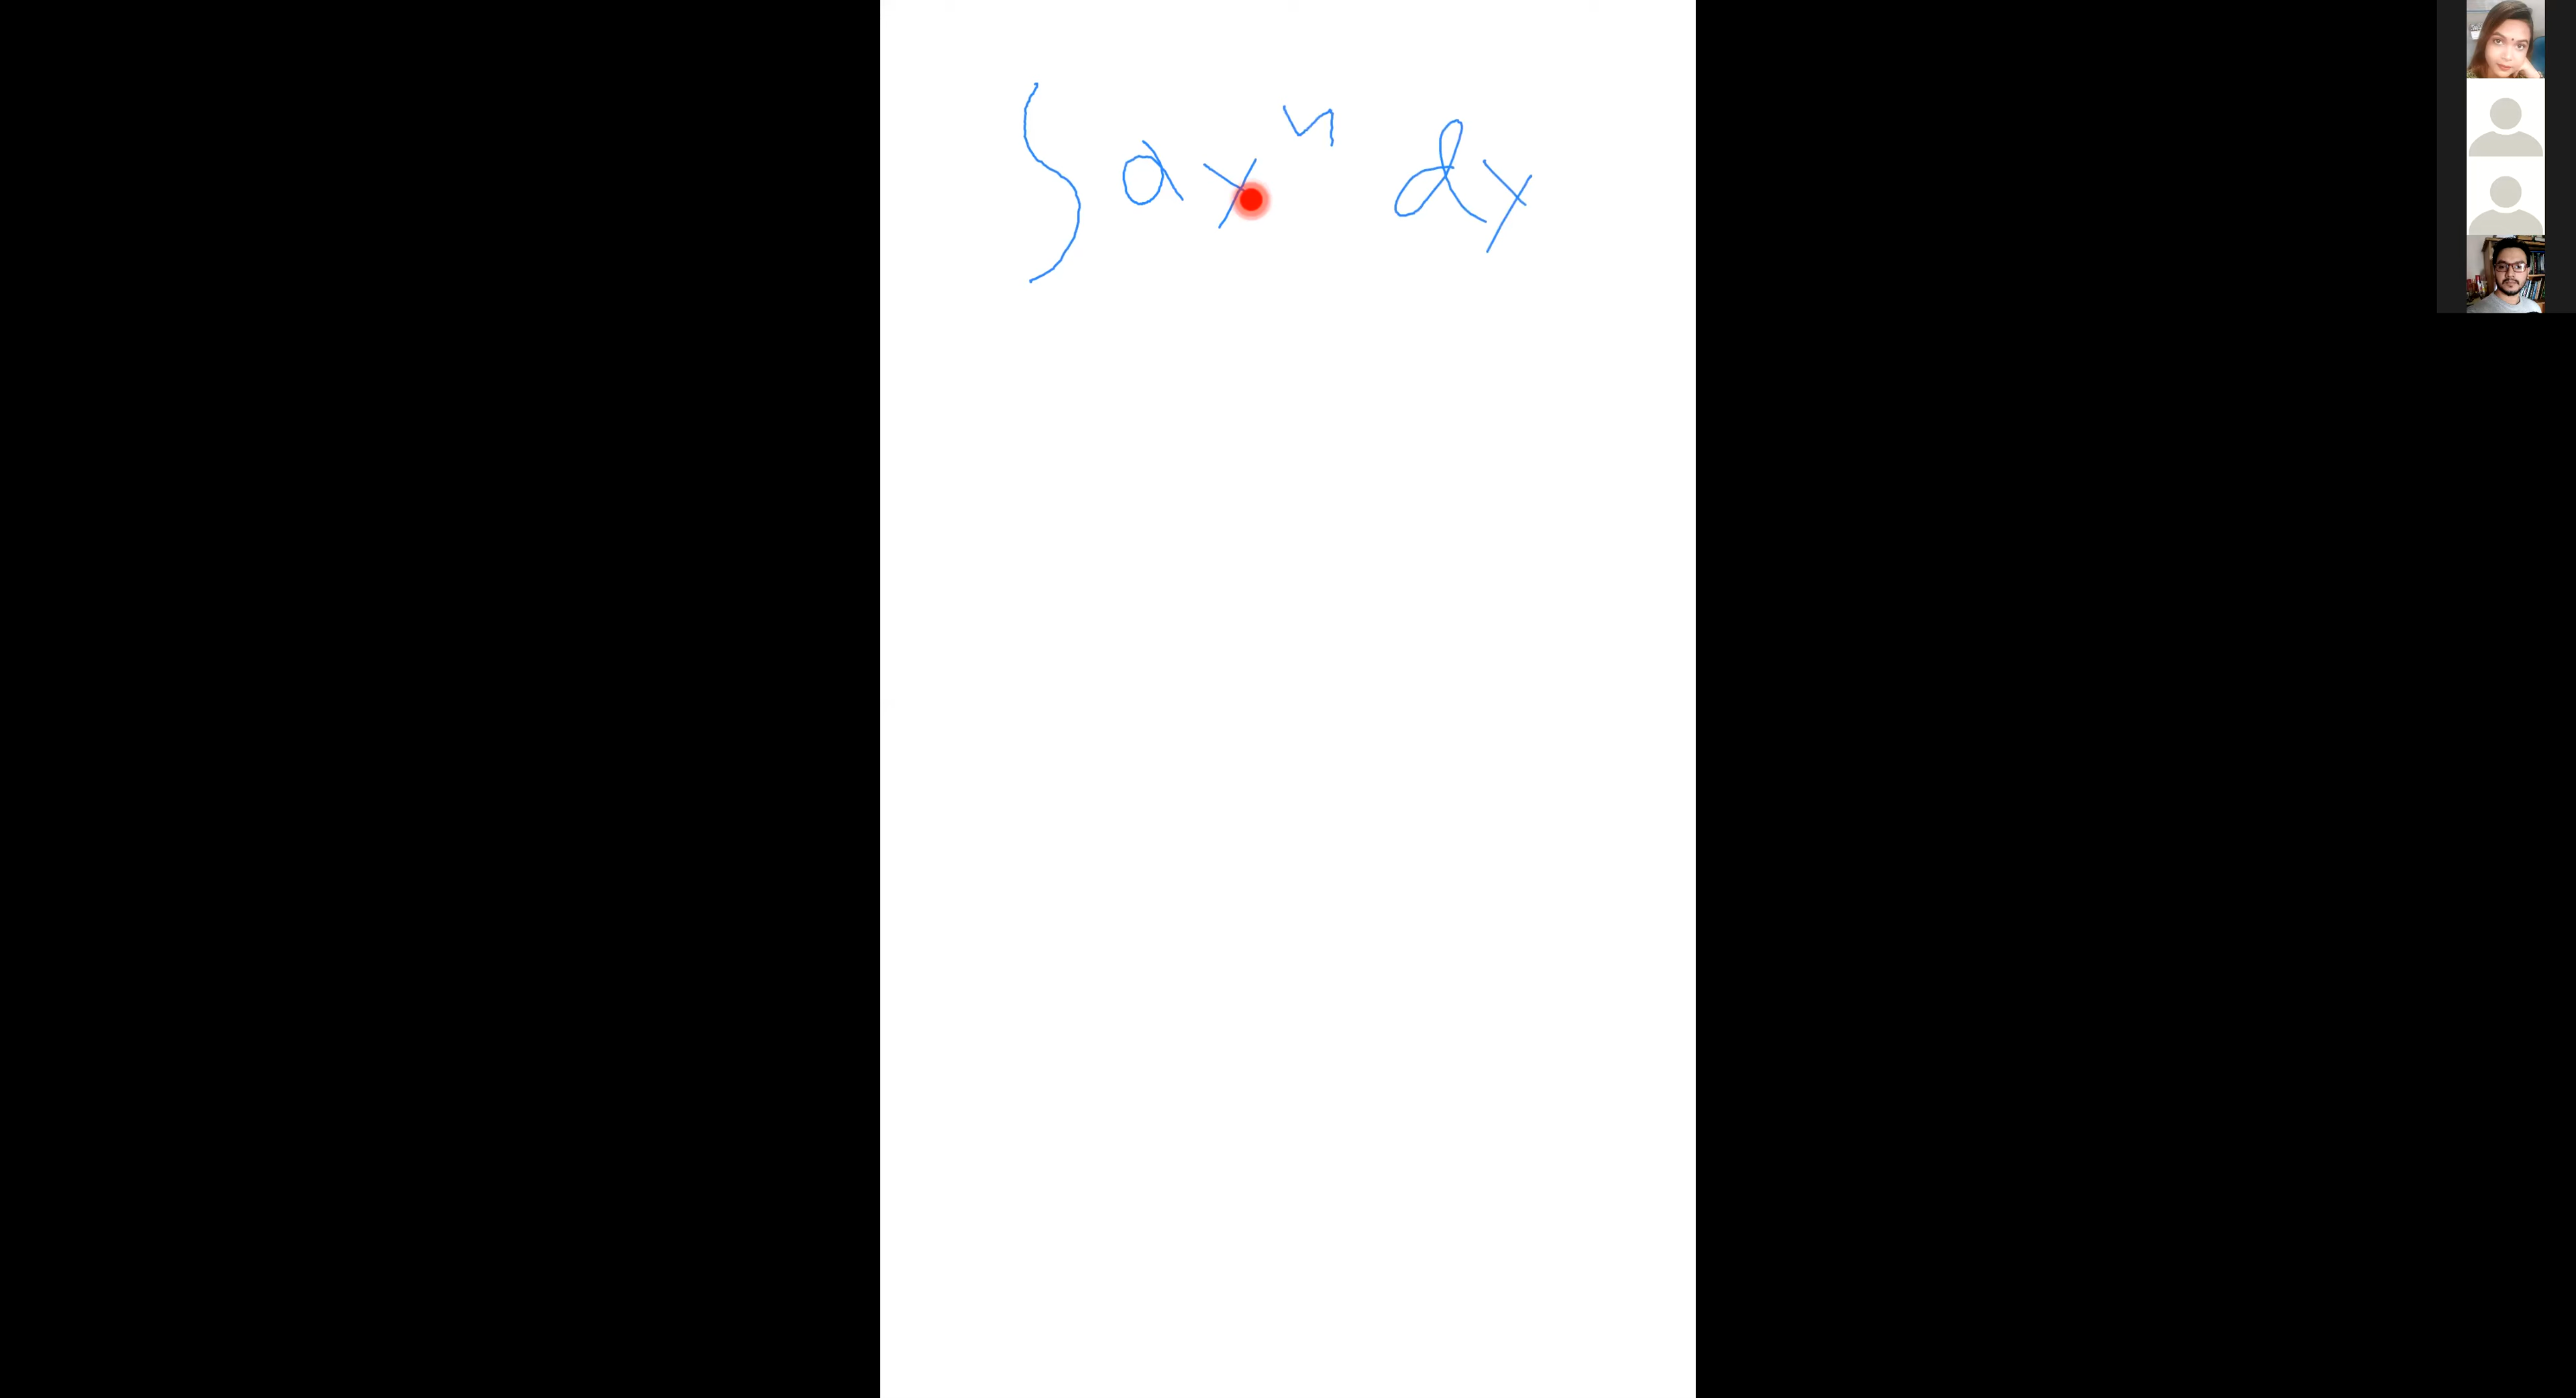 ∫ ax^n dx